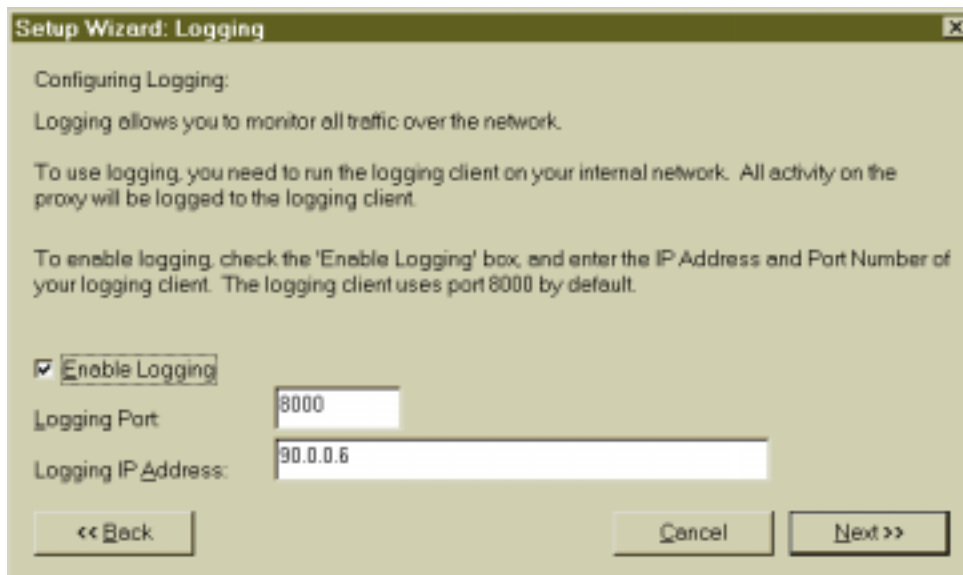 Setup Wizard: Logging
Configuring Logging:
Logging allows you to monitor all traffic over the network.
To use logging, you need to run the logging client on your internal network. All activity on the
proxy will be logged to the logging client.
To enable logging, check the 'Enable Logging' box, and enter the IP Address and Port Number of
your logging client. The logging client uses port 8000 by default.
Enable Logging
Logging Port:
8000
Logging IP Address:
90.0.0.6
<< Back
Cancel
Next >>